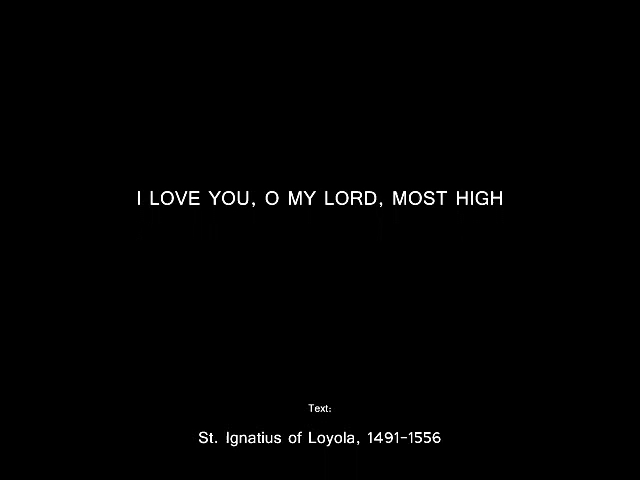 I LOVE YOU, O MY LORD, MOST HIGH
Text:
St. Ignatius of Loyola, 1491-1556